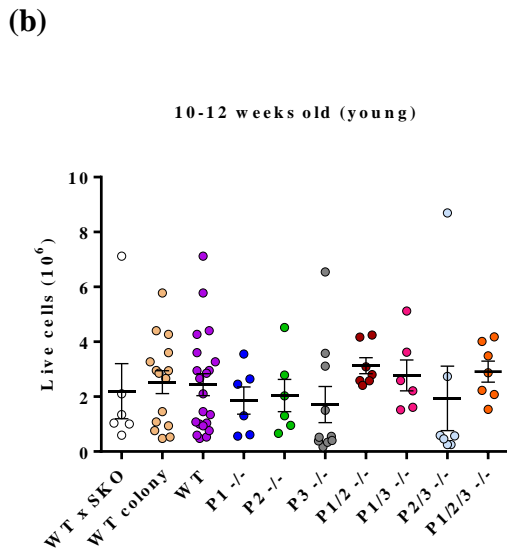 (b)
10-12 weeks old (young)
Live cells (10⁶)
10
8
6
4
2
0
WT x SKO
WT colony
WT
P1 -/-
P2 -/-
P3 -/-
P1/2 -/-
P1/3 -/-
P2/3 -/-
P1/2/3 -/-